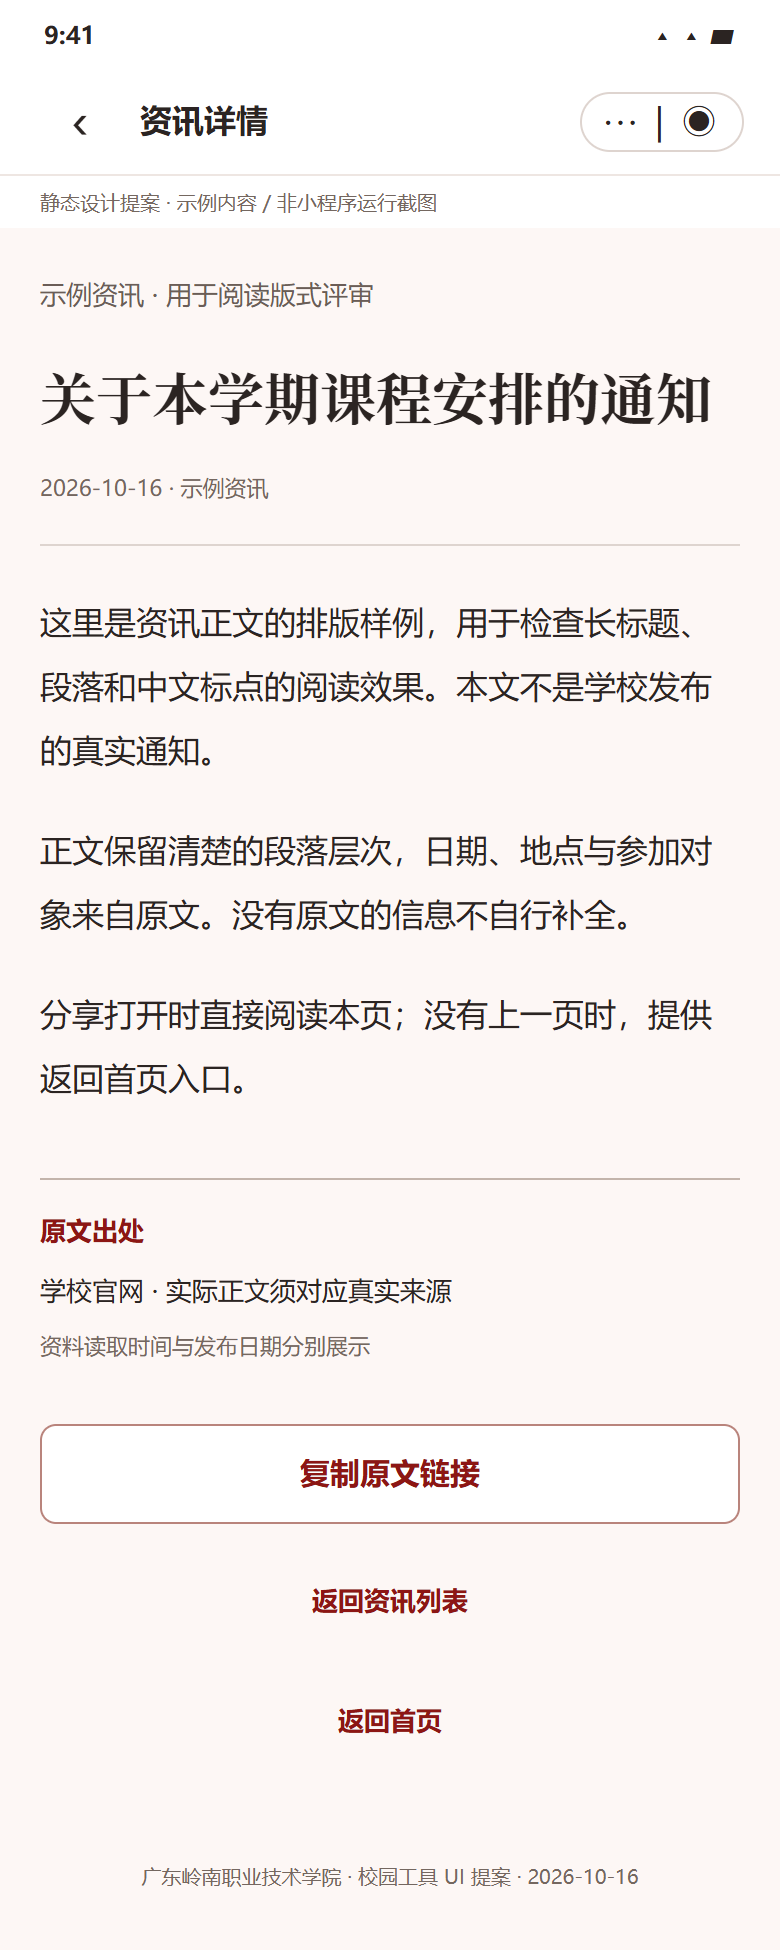 9:41
资讯详情
静态设计提案 · 示例内容 / 非小程序运行截图
示例资讯 · 用于阅读版式评审
关于本学期课程安排的通知
2026-10-16 · 示例资讯
这里是资讯正文的排版样例，用于检查长标题、
段落和中文标点的阅读效果。本文不是学校发布
的真实通知。
正文保留清楚的段落层次，日期、地点与参加对
象来自原文。没有原文的信息不自行补全。
分享打开时直接阅读本页；没有上一页时，提供
返回首页入口。
原文出处
学校官网 · 实际正文须对应真实来源
资料读取时间与发布日期分别展示
复制原文链接
返回资讯列表
返回首页
广东岭南职业技术学院 · 校园工具 UI 提案 · 2026-10-16